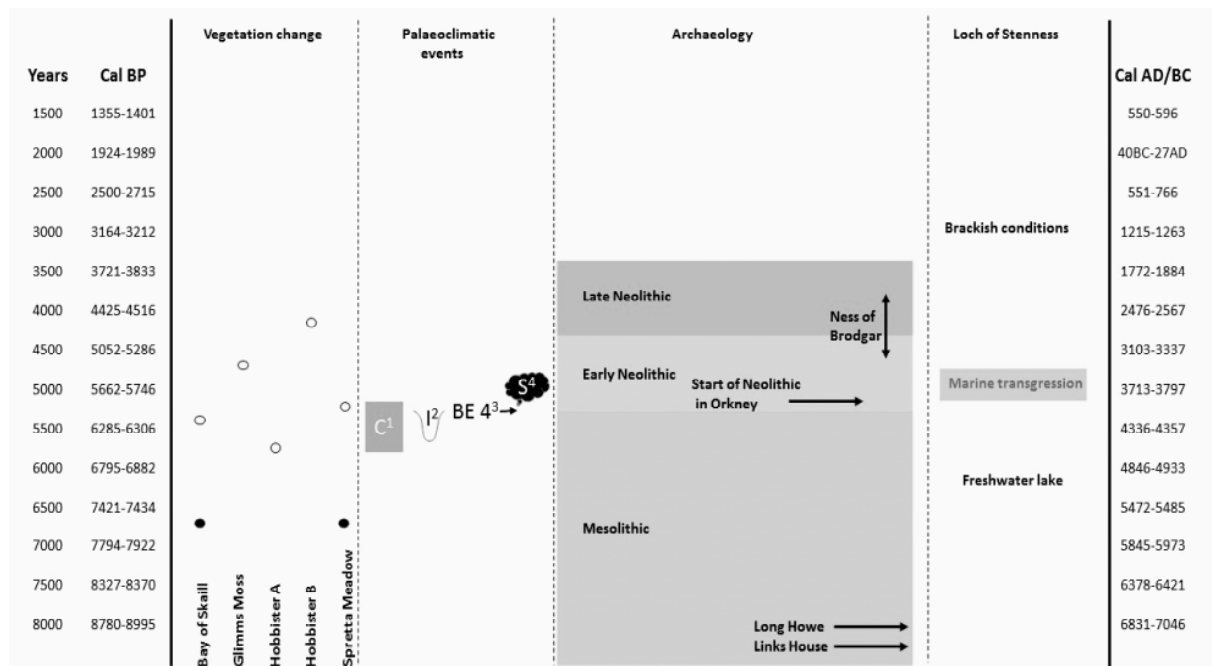 Vegetation change Palaeoclimatic Archaeology Loch of Stenness
events
Years Cal BP Cal AD/BC
1500 1355-1401 550-596
2000 1924-1989 40BC-27AD
2500 2500-2715 551-766
3000 3164-3212 Brackish conditions 1215-1263
3500 3721-3833 1772-1884
Late Neolithic
4000 4425-4516 Ness of 2476-2567
Brodgar
4500 5052-5286 3103-3337
Early Neolithic
5000 5662-5746 S⁴ Start of Neolithic Marine transgression 3713-3797
in Orkney
C¹ I² BE 4³
5500 6285-6306 4336-4357
6000 6795-6882 4846-4933
Freshwater lake
6500 7421-7434 5472-5485
Mesolithic
7000 7794-7922 5845-5973
7500 8327-8370 6378-6421
8000 8780-8995 6831-7046
Long Howe
Links House
Bay of Skaill
Glimms Moss
Hobbister A
Hobbister B
Spretta Meadow